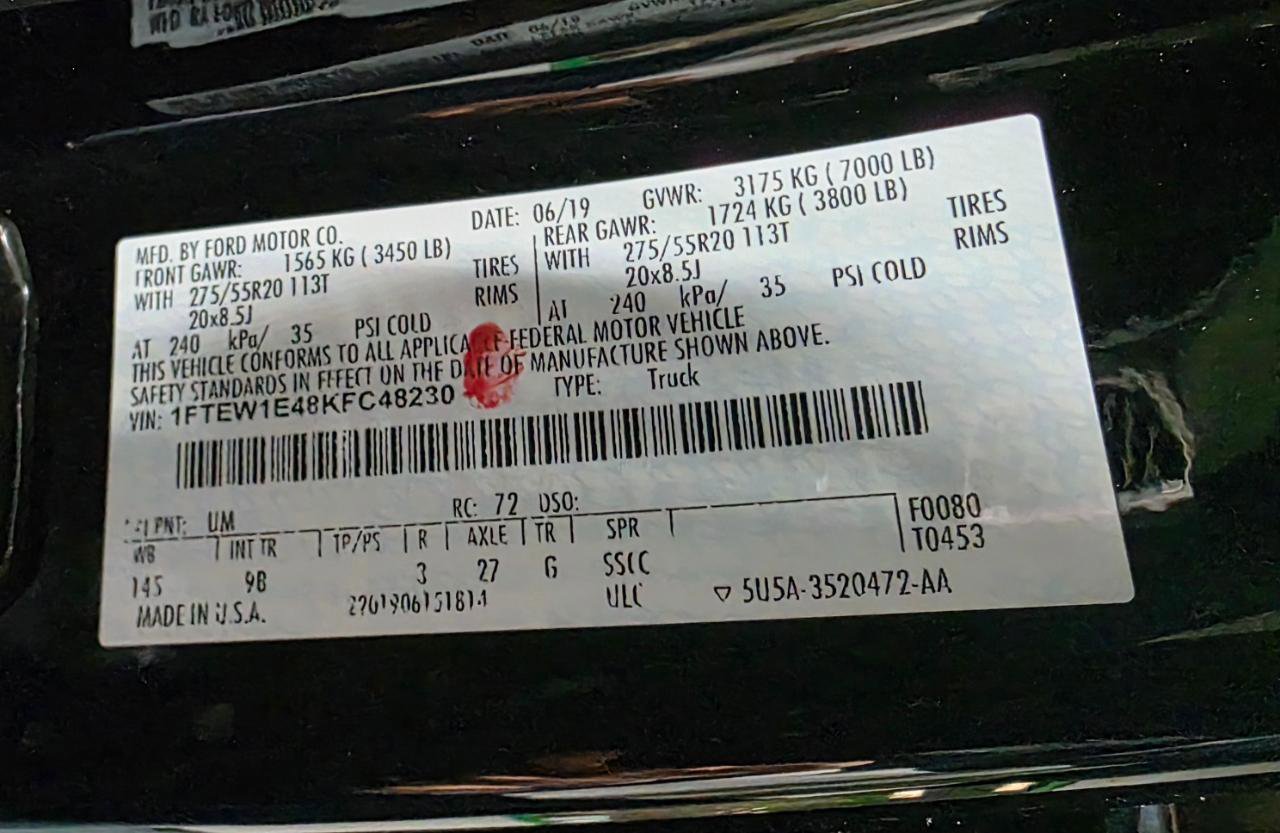 DATE: 06/19 GVWR: 3175 KG ( 7000 LB)
MFD. BY FORD MOTOR CO.
FRONT GAWR: 1565 KG ( 3450 LB) REAR GAWR: 1724 KG ( 3800 LB)
WITH 275/55R20 113T TIRES WITH 275/55R20 113T TIRES
20x8.5J RIMS 20x8.5J RIMS
AT 240 kPa/ 35 PSI COLD AT 240 kPa/ 35 PSI COLD
THIS VEHICLE CONFORMS TO ALL APPLICABLE FEDERAL MOTOR VEHICLE
SAFETY STANDARDS IN EFFECT ON THE DATE OF MANUFACTURE SHOWN ABOVE.
VIN: 1FTEW1E48KFC48230 TYPE: Truck
PNT: UM RC: 72 DSO: F0080
WB INT TR TP/PS R AXLE TR SPR T0453
145 9B 3 27 G SSCC
MADE IN U.S.A. ULC ▽ 5U5A-3520472-AA